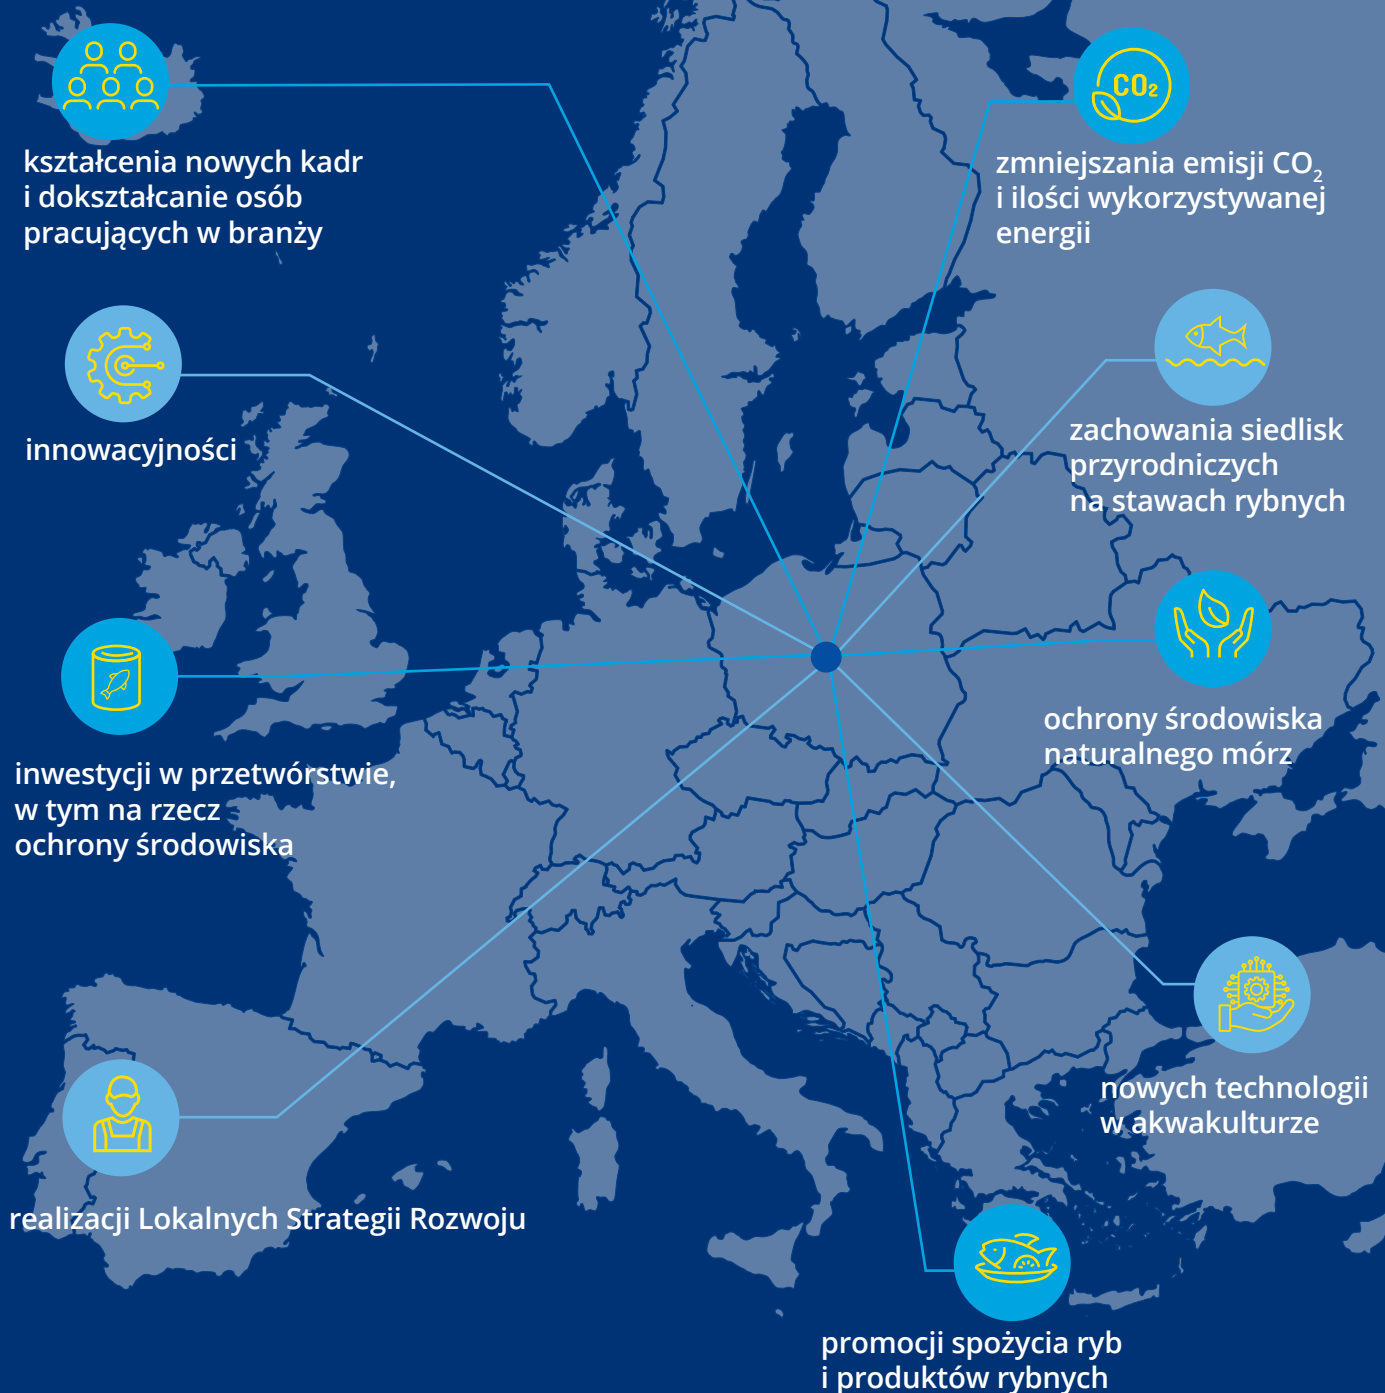 kształcenia nowych kadr
i dokształcanie osób
pracujących w branży
innowacyjności
inwestycji w przetwórstwie,
w tym na rzecz
ochrony środowiska
realizacji Lokalnych Strategii Rozwoju
CO₂
zmniejszania emisji CO₂
i ilości wykorzystywanej
energii
zachowania siedlisk
przyrodniczych
na stawach rybnych
ochrony środowiska
naturalnego mórz
nowych technologii
w akwakulturze
promocji spożycia ryb
i produktów rybnych